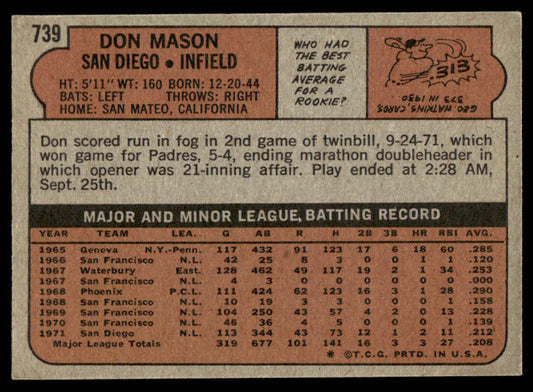 739
DON MASON
SAN DIEGO • INFIELD
HT: 5'11" WT: 160 BORN: 12-20-44
BATS: LEFT THROWS: RIGHT
HOME: SAN MATEO, CALIFORNIA
WHO HAD
THE BEST
BATTING
AVERAGE
FOR A
ROOKIE?
313
GEO. WATKINS, CARDS
.373 IN 1930.
Don scored run in fog in 2nd game of twinbill, 9-24-71, which
won game for Padres, 5-4, ending marathon doubleheader in
which opener was 21-inning affair. Play ended at 2:28 AM,
Sept. 25th.
MAJOR AND MINOR LEAGUE BATTING RECORD
YEAR TEAM LEA. G AB R H 2B 3B HR RBI AVG.
1965 Geneva N.Y.-Penn. 117 432 91 123 17 6 18 60 .285
1966 San Francisco N.L. 42 25 8 3 0 0 1 1 .120
1967 Waterbury East. 128 462 49 117 19 2 1 34 .253
1967 San Francisco N.L. 4 3 0 0 0 0 0 0 .000
1968 Phoenix P.C.L. 111 424 62 123 16 3 1 28 .290
1968 San Francisco N.L. 10 19 3 3 0 0 0 1 .158
1969 San Francisco N.L. 104 250 43 57 4 2 0 13 .228
1970 San Francisco N.L. 46 36 4 5 0 0 0 1 .139
1971 San Diego N.L. 113 344 43 73 12 1 2 11 .212
Major League Totals 319 677 101 141 16 3 3 27 .208
* ©T.C.G. PRTD. IN U.S.A.